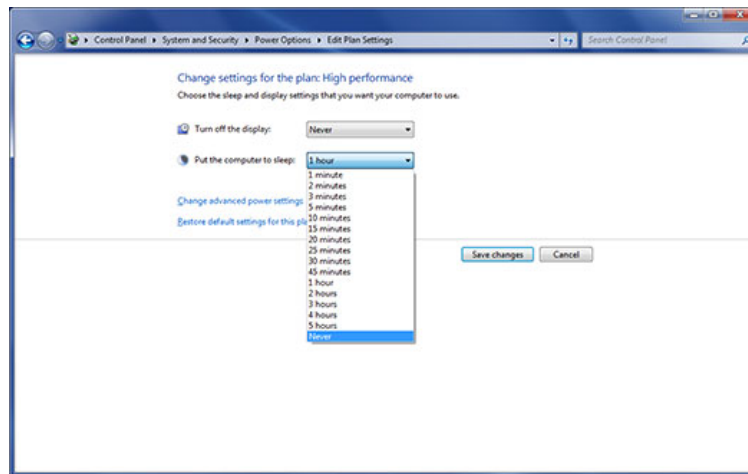 Control Panel ▸ System and Security ▸ Power Options ▸ Edit Plan Settings
Search Control Panel
Change settings for the plan: High performance
Choose the sleep and display settings that you want your computer to use.
Turn off the display: Never
Put the computer to sleep: 1 hour
1 minute
2 minutes
3 minutes
Change advanced power settings
5 minutes
Restore default settings for this pla
10 minutes
15 minutes
20 minutes
25 minutes
30 minutes
Save changes Cancel
45 minutes
1 hour
2 hours
3 hours
4 hours
5 hours
Never